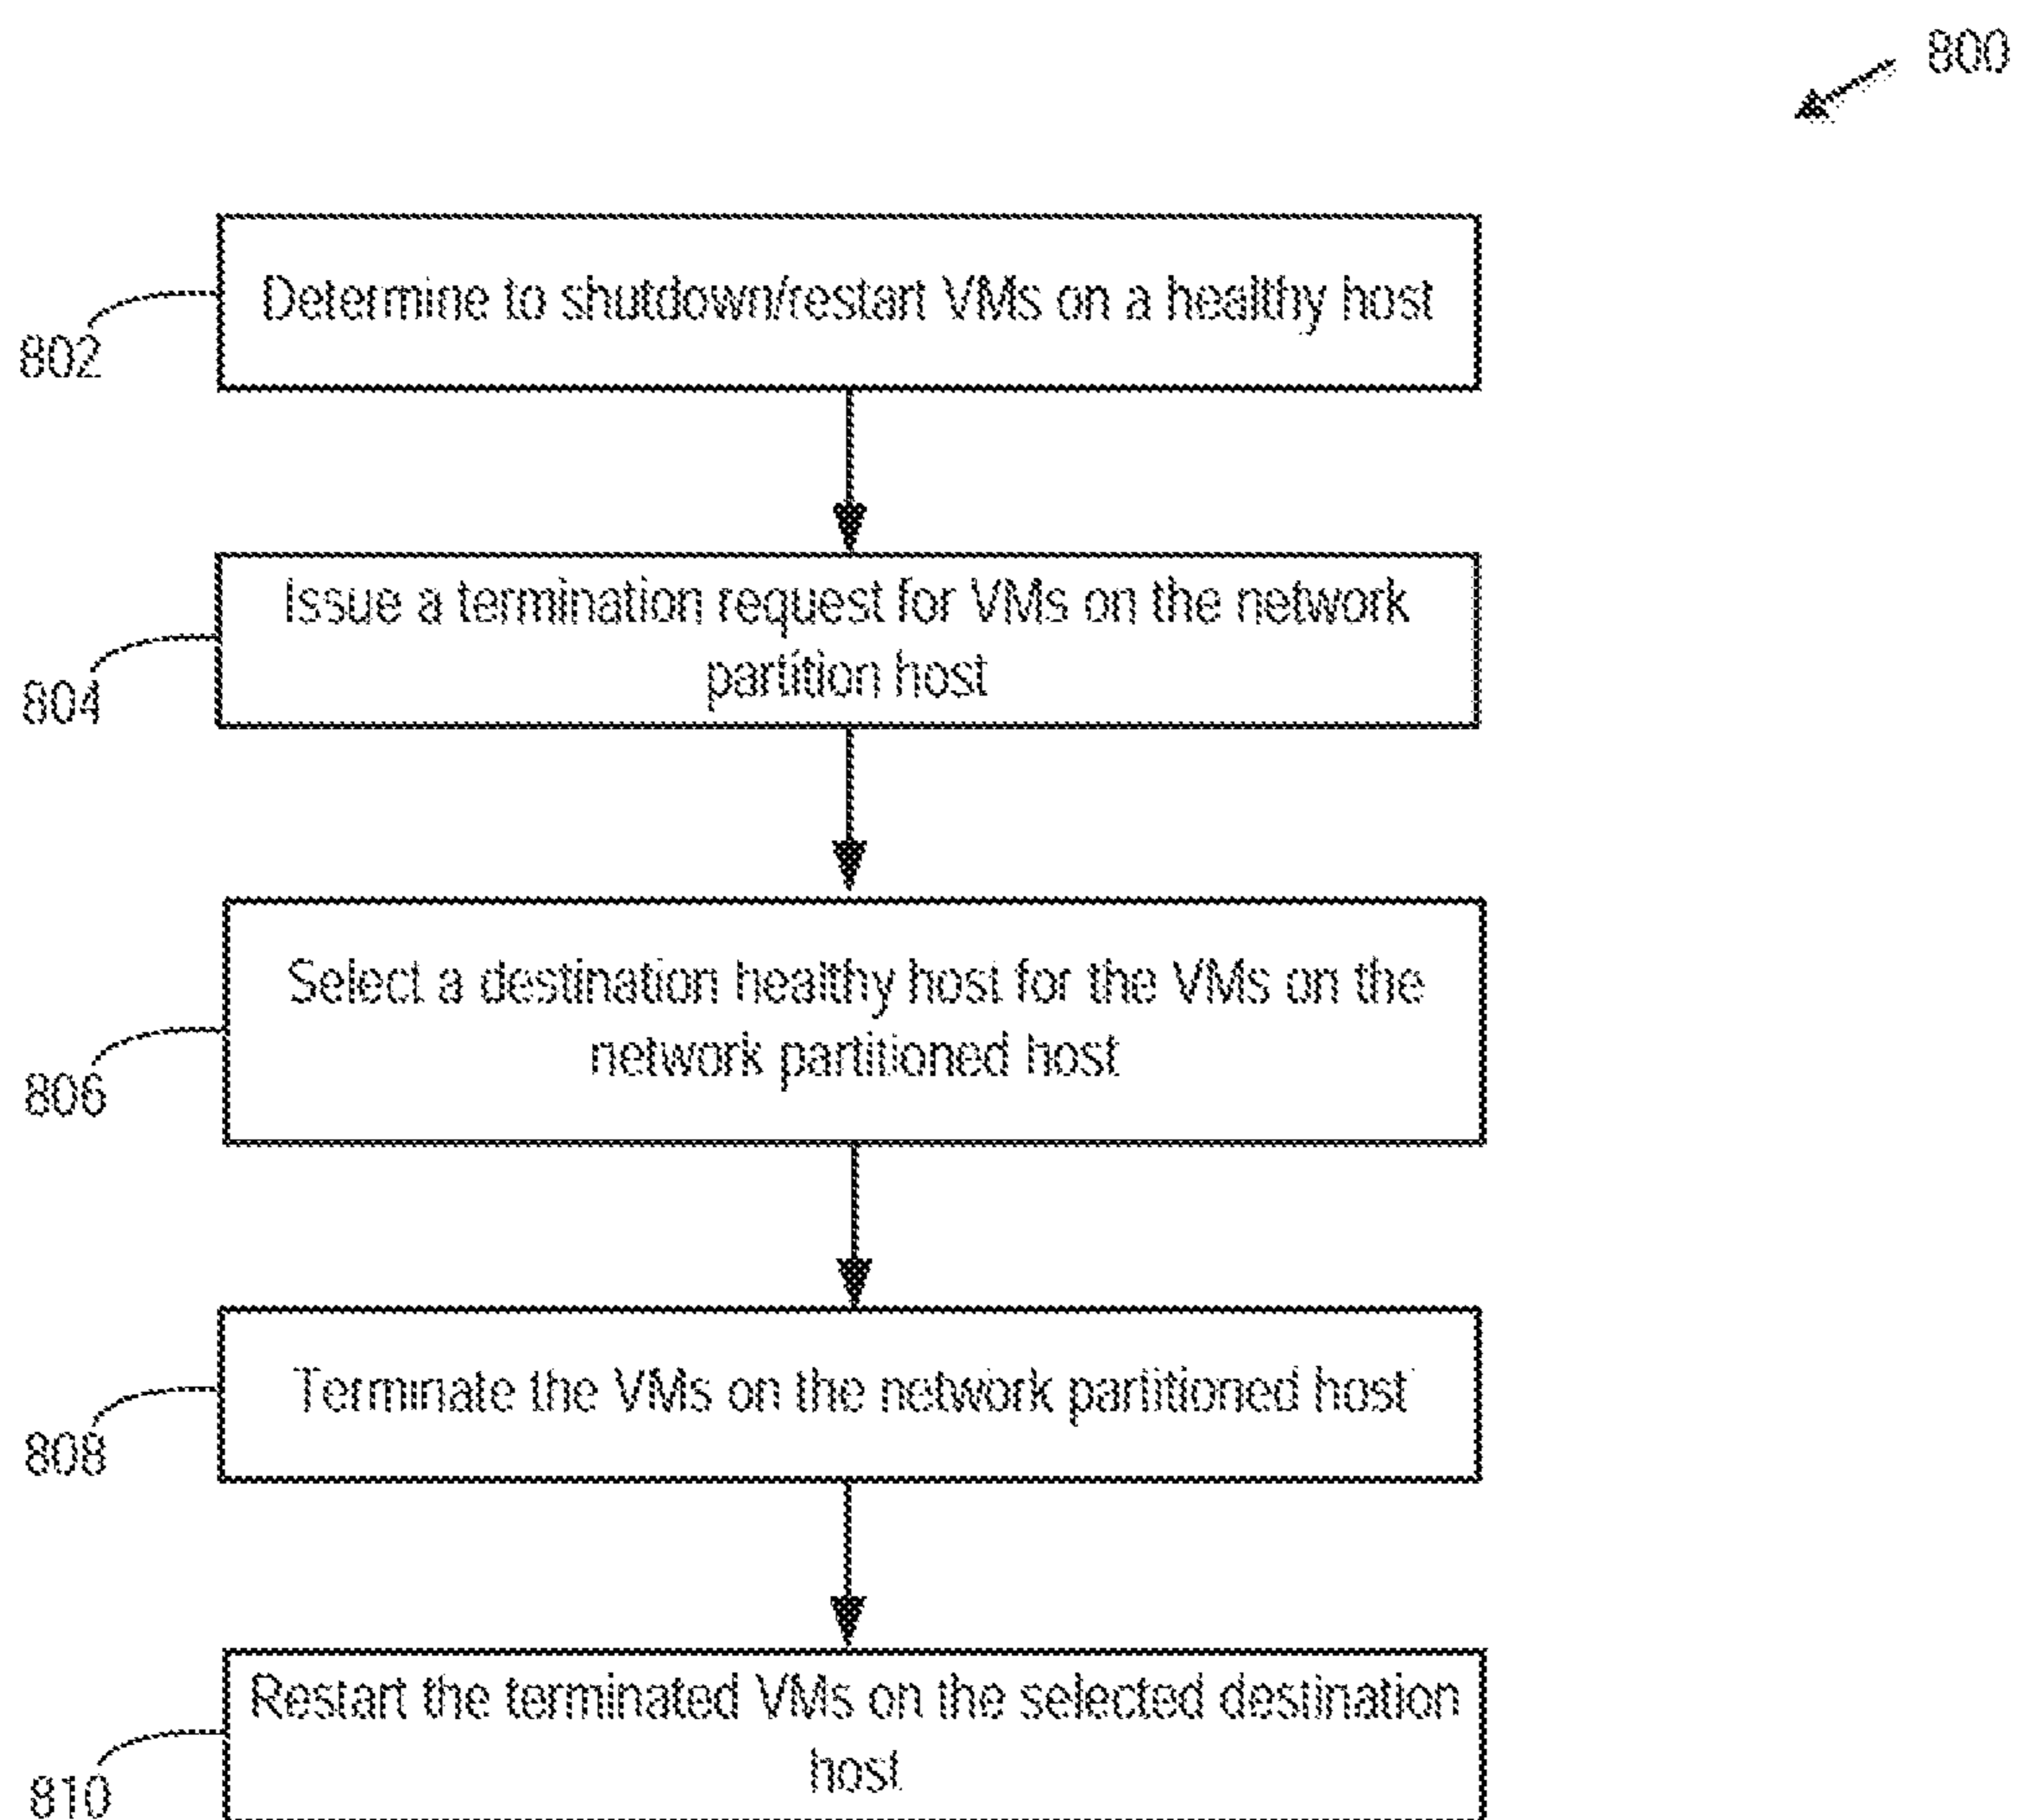 800
Determine to shutdown/restart VMs on a healthy host
802
Issue a termination request for VMs on the network
partition host
804
Select a destination healthy host for the VMs on the
network partitioned host
806
Terminate the VMs on the network partitioned host
808
Restart the terminated VMs on the selected destination
host
810